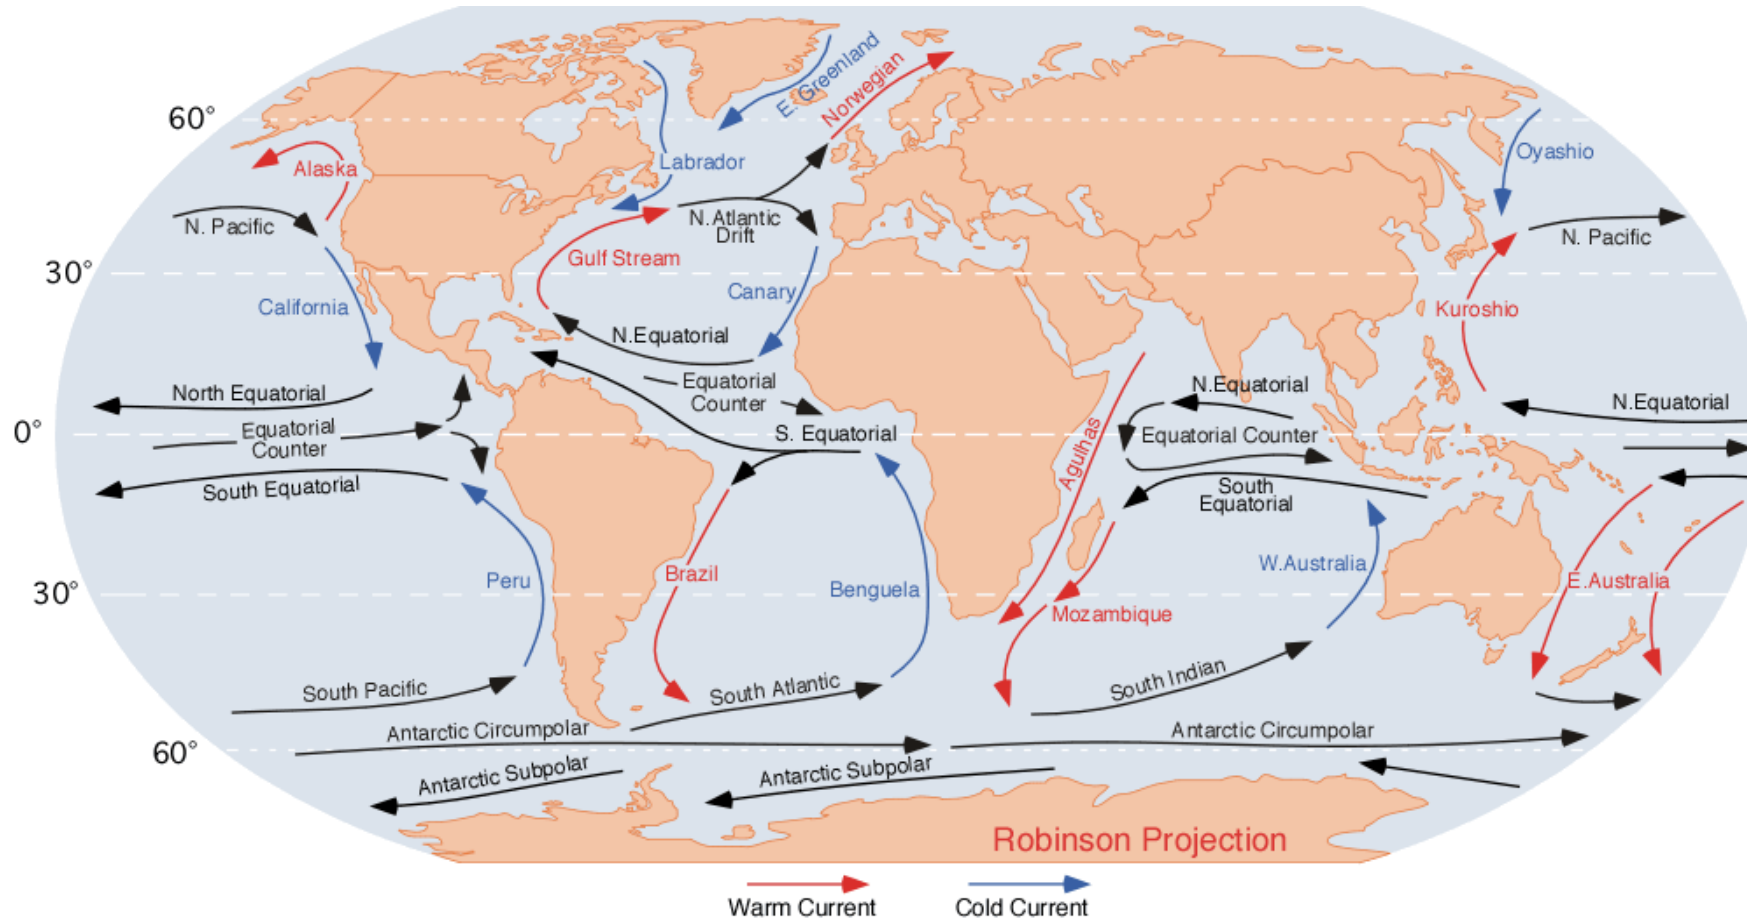 60°
30°
0°
30°
60°
E. Greenland
Norwegian
Labrador
Alaska
Oyashio
N. Pacific
N.Atlantic
Drift
N. Pacific
Gulf Stream
Canary
California
Kuroshio
N.Equatorial
North Equatorial
Equatorial
Counter
N.Equatorial
N.Equatorial
Equatorial
Counter
S. Equatorial
Equatorial Counter
Agulhas
South Equatorial
South
Equatorial
Peru
Brazil
Benguela
W.Australia
E.Australia
Mozambique
South Pacific
South Atlantic
South Indian
Antarctic Circumpolar
Antarctic Circumpolar
Antarctic Subpolar
Antarctic Subpolar
Robinson Projection
Warm Current
Cold Current